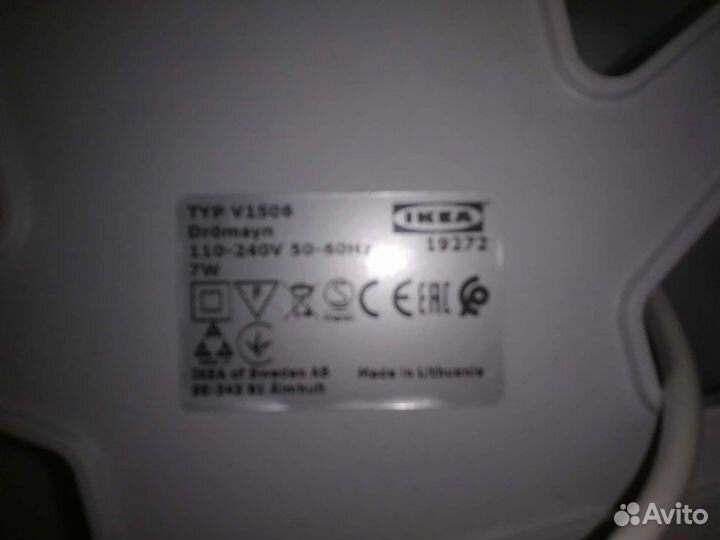 TYP V1506
IKEA
Drömsyn
19272
110-240V 50-60Hz
7W
CE EAC
IKEA of Sweden AB
Made in Lithuania
SE-343 81 Älmhult
Avito